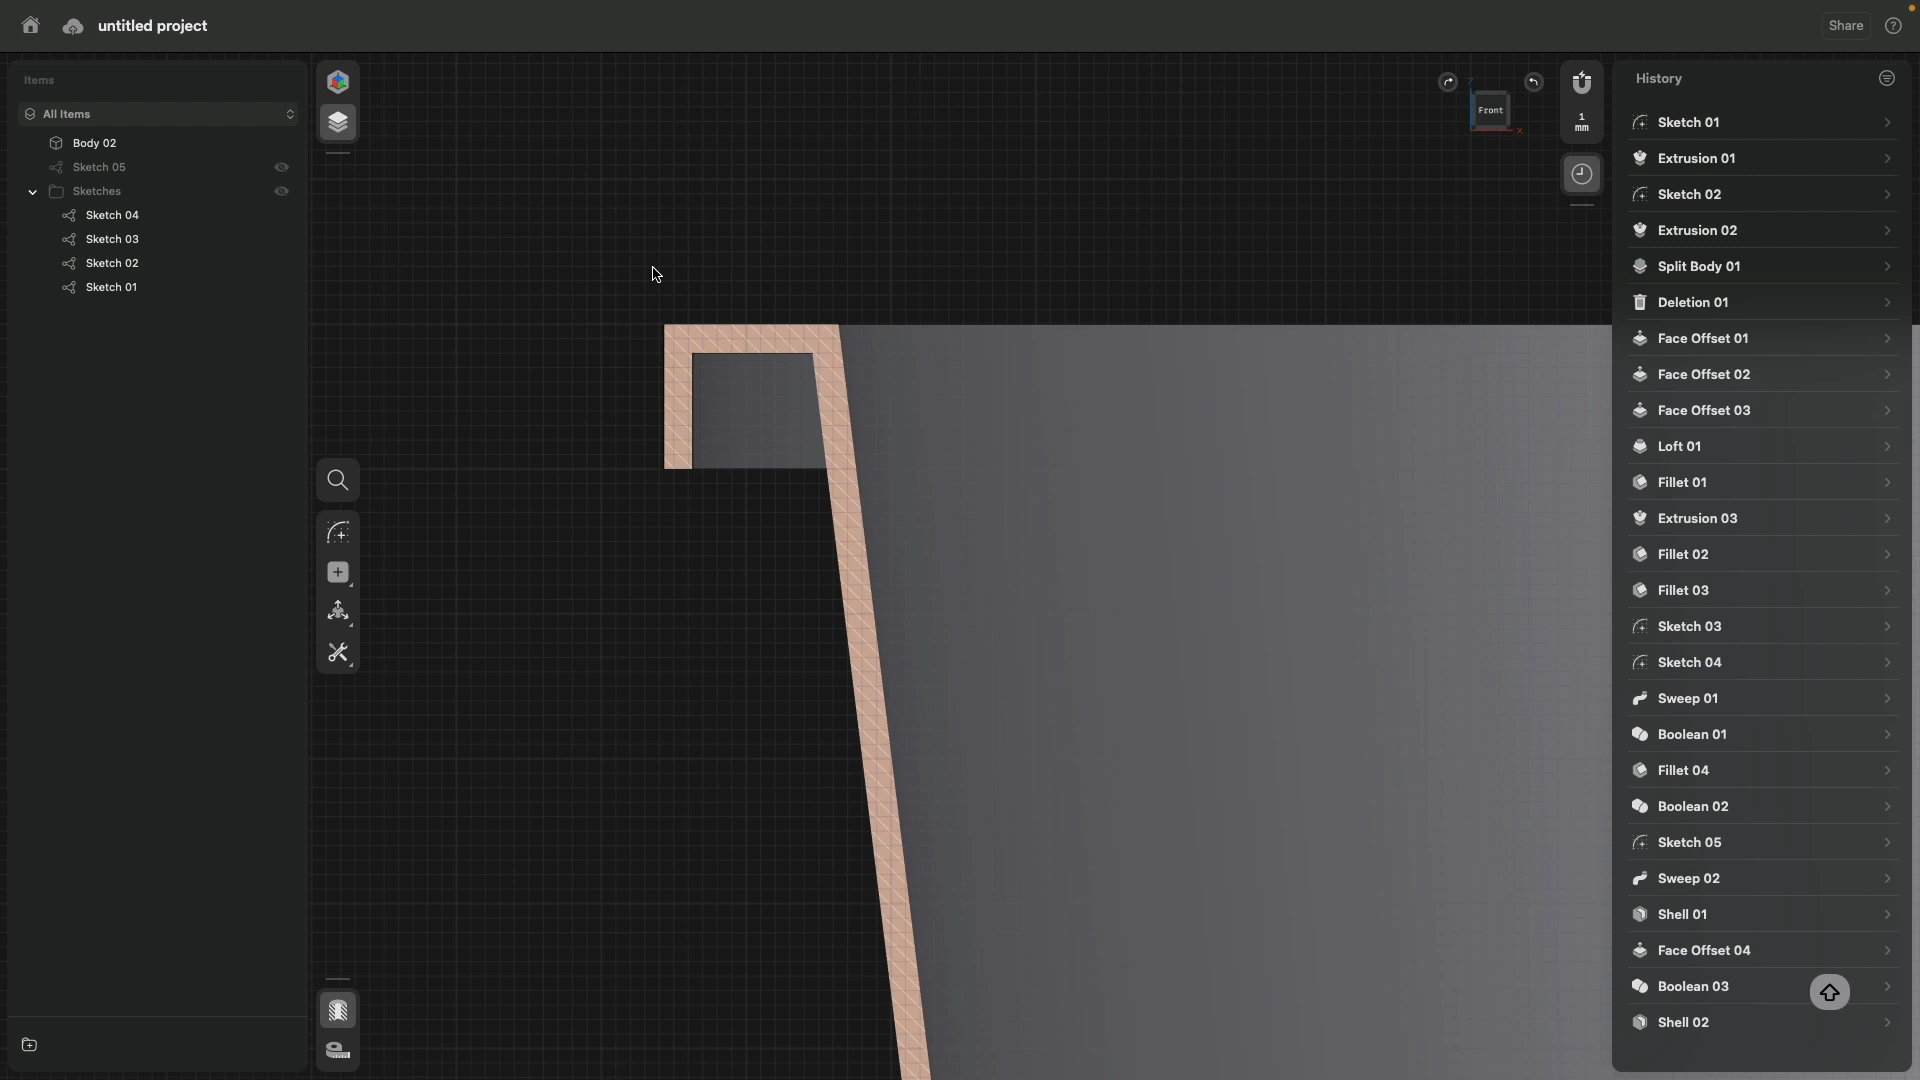 untitled project
Share
?
Items
All Items
Body 02
Sketch 05
Sketches
Sketch 04
Sketch 03
Sketch 02
Sketch 01
Z
Front
X
1
mm
History
Sketch 01
Extrusion 01
Sketch 02
Extrusion 02
Split Body 01
Deletion 01
Face Offset 01
Face Offset 02
Face Offset 03
Loft 01
Fillet 01
Extrusion 03
Fillet 02
Fillet 03
Sketch 03
Sketch 04
Sweep 01
Boolean 01
Fillet 04
Boolean 02
Sketch 05
Sweep 02
Shell 01
Face Offset 04
Boolean 03
Shell 02